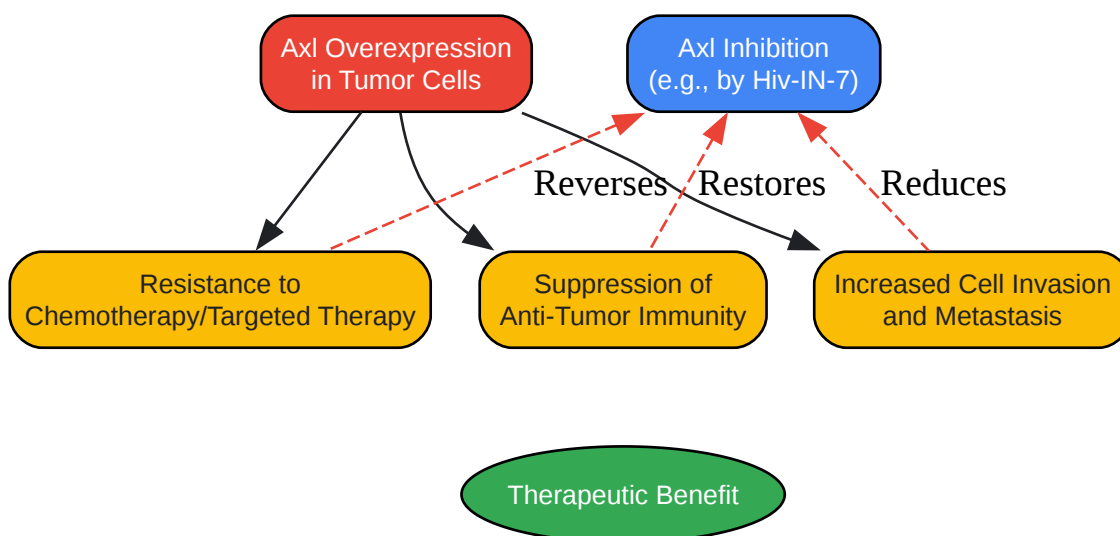 Axl Overexpression
in Tumor Cells
Axl Inhibition
(e.g., by Hiv-IN-7)
Reverses
Restores
Reduces
Resistance to
Chemotherapy/Targeted Therapy
Suppression of
Anti-Tumor Immunity
Increased Cell Invasion
and Metastasis
Therapeutic Benefit